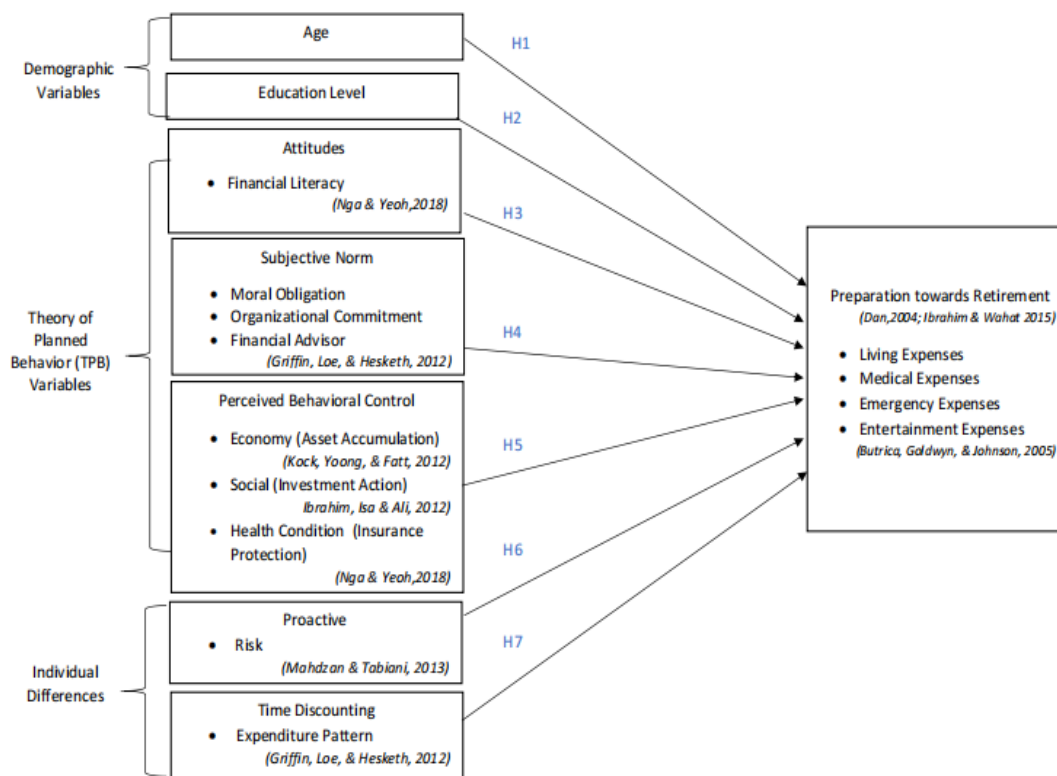 Demographic
Variables
Age
Education Level
Theory of
Planned
Behavior (TPB)
Variables
Attitudes
• Financial Literacy
(Nga & Yeoh,2018)
Subjective Norm
• Moral Obligation
• Organizational Commitment
• Financial Advisor
(Griffin, Loe, & Hesketh, 2012)
Perceived Behavioral Control
• Economy (Asset Accumulation)
(Kock, Yoong, & Fatt, 2012)
• Social (Investment Action)
Ibrahim, Isa & Ali, 2012)
• Health Condition (Insurance
Protection)
(Nga & Yeoh,2018)
Individual
Differences
Proactive
• Risk
(Mahdzan & Tabiani, 2013)
Time Discounting
• Expenditure Pattern
(Griffin, Loe, & Hesketh, 2012)
H1
H2
H3
H4
H5
H6
H7
Preparation towards Retirement
(Dan,2004; Ibrahim & Wahat 2015)
• Living Expenses
• Medical Expenses
• Emergency Expenses
• Entertainment Expenses
(Butrica, Goldwyn, & Johnson, 2005)